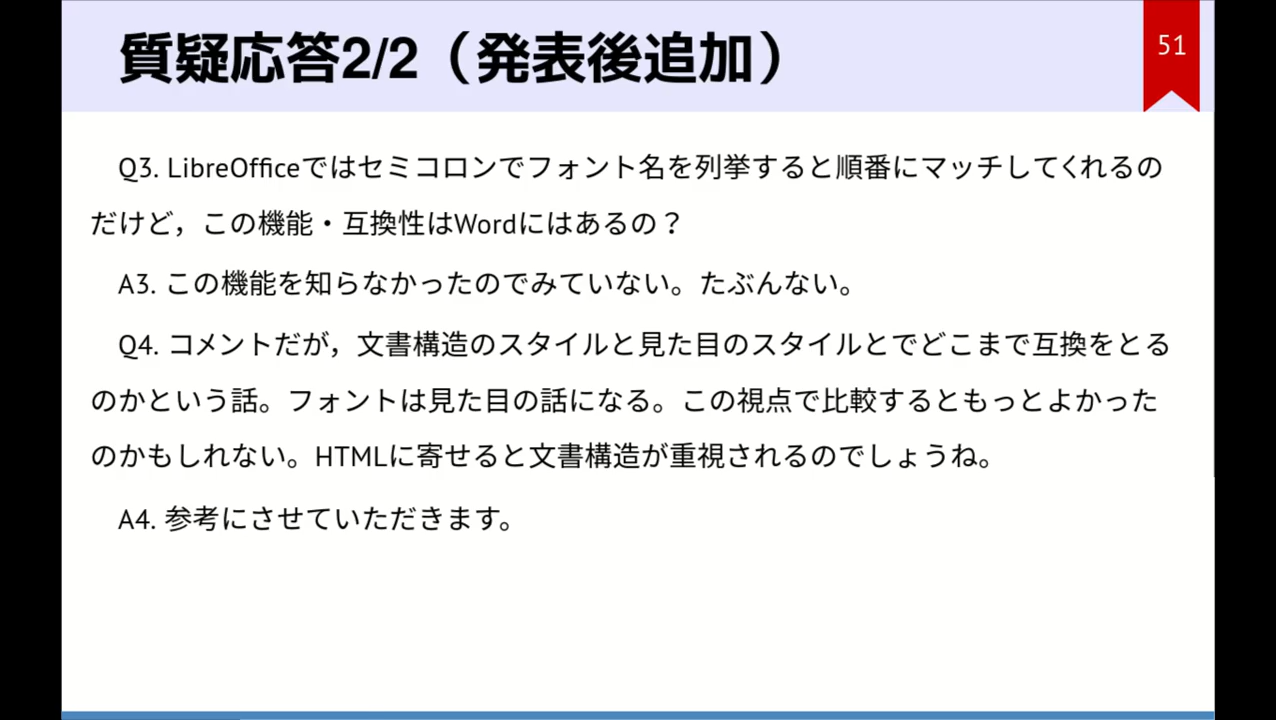 質疑応答2/2（発表後追加）
51
Q3. LibreOfficeではセミコロンでフォント名を列挙すると順番にマッチしてくれるの
だけど，この機能・互換性はWordにはあるの？
A3. この機能を知らなかったのでみていない。たぶんない。
Q4. コメントだが，文書構造のスタイルと見た目のスタイルとでどこまで互換をとる
のかという話。フォントは見た目の話になる。この視点で比較するともっとよかった
のかもしれない。HTMLに寄せると文書構造が重視されるのでしょうね。
A4. 参考にさせていただきます。